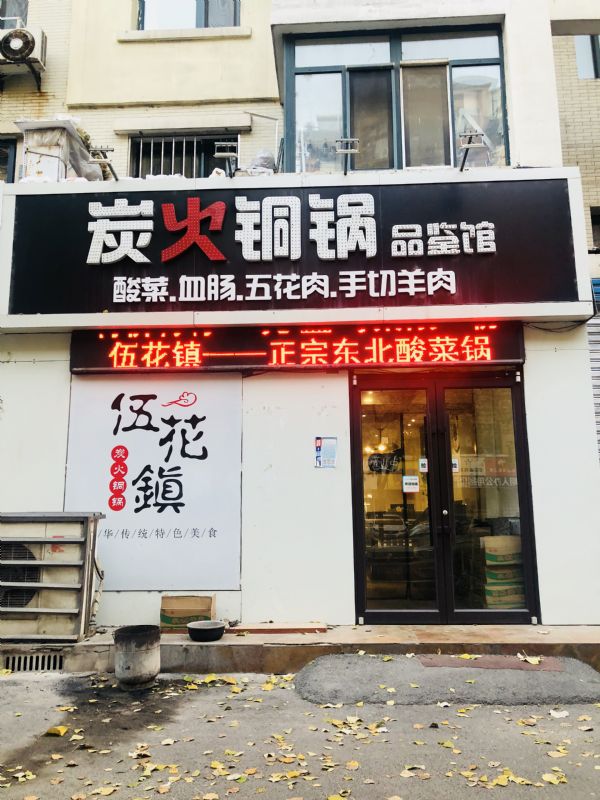 炭火铜锅 品鉴馆
酸菜.血肠.五花肉.手切羊肉
伍花镇——正宗东北酸菜锅
伍花鎮
炭火铜锅
华/传/统/特/色/美/食